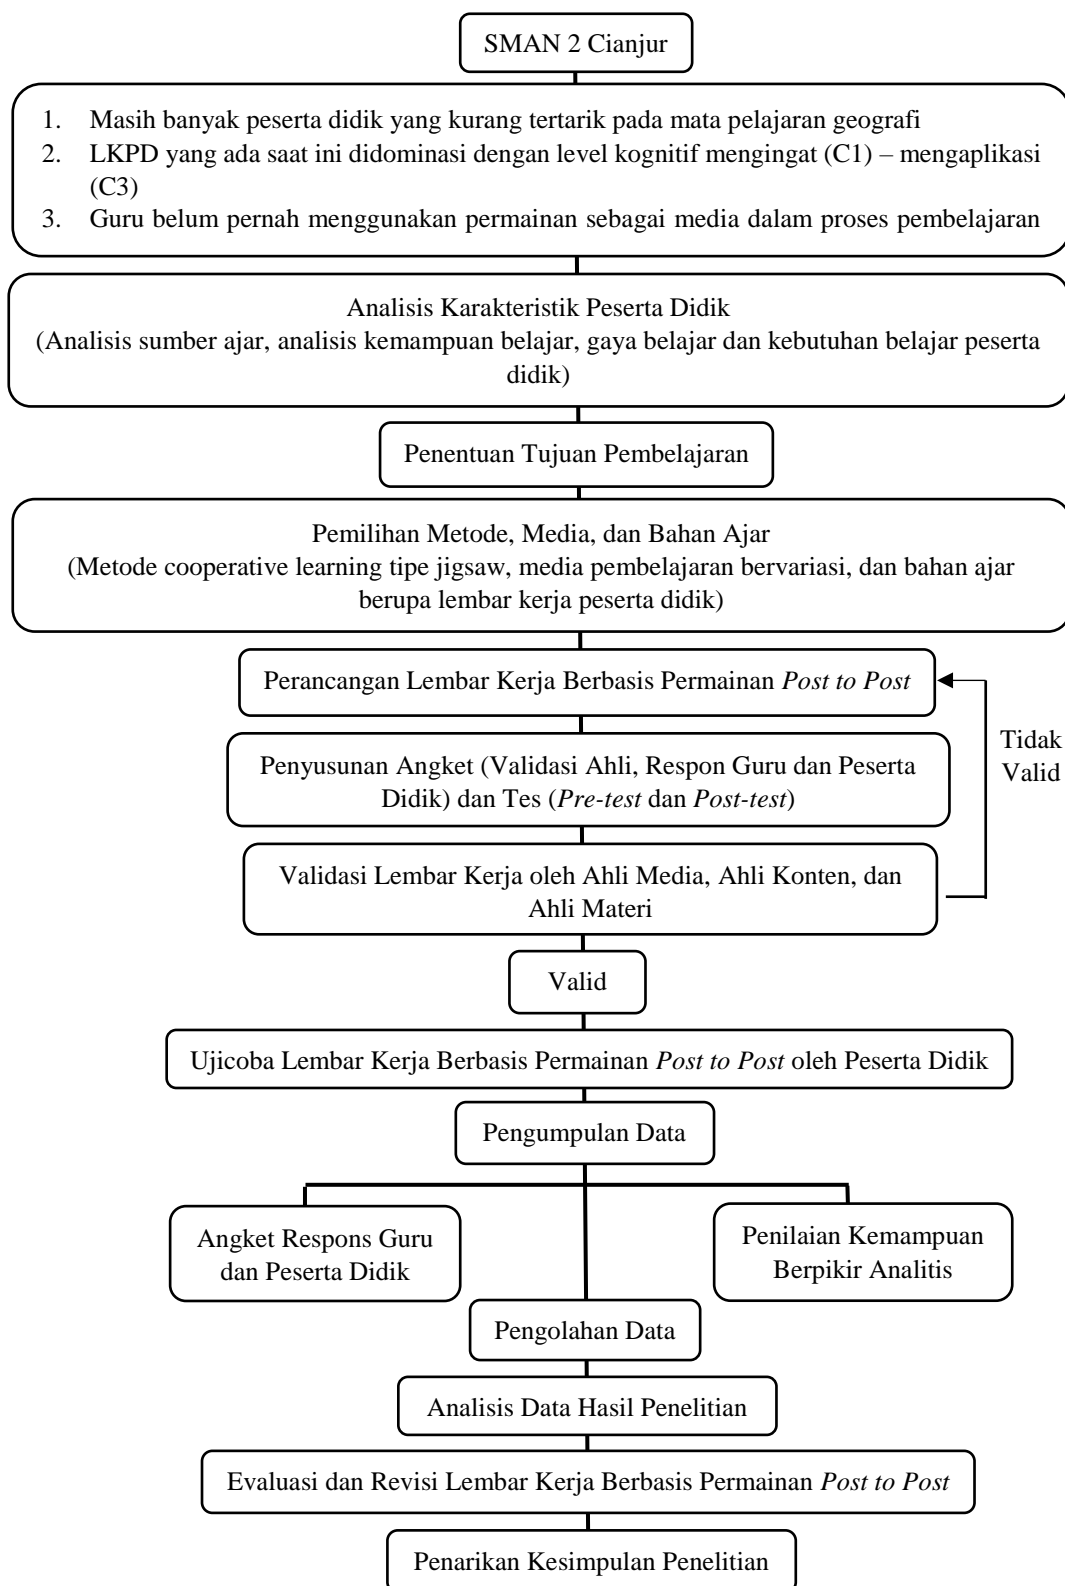 SMAN 2 Cianjur
1. Masih banyak peserta didik yang kurang tertarik pada mata pelajaran geografi
2. LKPD yang ada saat ini didominasi dengan level kognitif mengingat (C1) – mengaplikasi
(C3)
3. Guru belum pernah menggunakan permainan sebagai media dalam proses pembelajaran
Analisis Karakteristik Peserta Didik
(Analisis sumber ajar, analisis kemampuan belajar, gaya belajar dan kebutuhan belajar peserta
didik)
Penentuan Tujuan Pembelajaran
Pemilihan Metode, Media, dan Bahan Ajar
(Metode cooperative learning tipe jigsaw, media pembelajaran bervariasi, dan bahan ajar
berupa lembar kerja peserta didik)
Perancangan Lembar Kerja Berbasis Permainan Post to Post
Tidak
Valid
Penyusunan Angket (Validasi Ahli, Respon Guru dan Peserta
Didik) dan Tes (Pre-test dan Post-test)
Validasi Lembar Kerja oleh Ahli Media, Ahli Konten, dan
Ahli Materi
Valid
Ujicoba Lembar Kerja Berbasis Permainan Post to Post oleh Peserta Didik
Pengumpulan Data
Angket Respons Guru
dan Peserta Didik
Penilaian Kemampuan
Berpikir Analitis
Pengolahan Data
Analisis Data Hasil Penelitian
Evaluasi dan Revisi Lembar Kerja Berbasis Permainan Post to Post
Penarikan Kesimpulan Penelitian